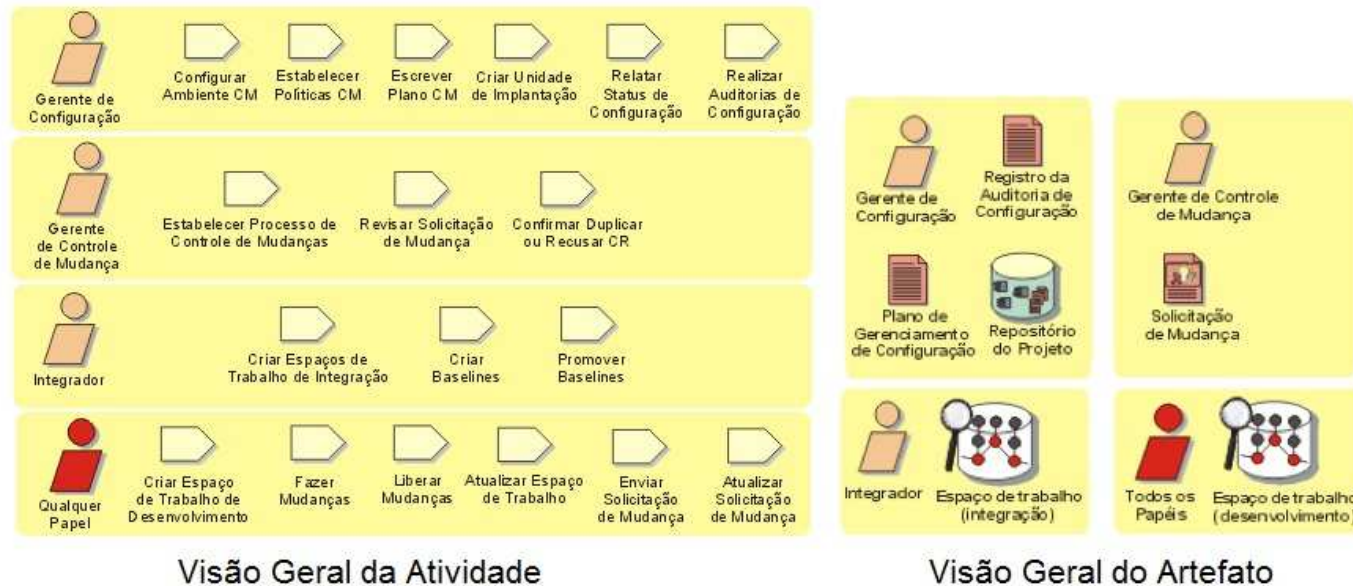 Gerente de
Configuração
Configurar
Ambiente CM
Estabelecer
Políticas CM
Escrever
Plano CM
Criar Unidade
de Implantação
Relatar
Status de
Configuração
Realizar
Auditorias de
Configuração
Gerente
de Controle
de Mudança
Estabelecer Processo de
Controle de Mudanças
Revisar Solicitação
de Mudança
Confirmar Duplicar
ou Recusar CR
Integrador
Criar Espaços de
Trabalho de Integração
Criar
Baselines
Promover
Baselines
Qualquer
Papel
Criar Espaço
de Trabalho de
Desenvolvimento
Fazer
Mudanças
Liberar
Mudanças
Atualizar Espaço
de Trabalho
Enviar
Solicitação
de Mudança
Atualizar
Solicitação
de Mudança
Visão Geral da Atividade
Gerente de
Configuração
Registro da
Auditoria de
Configuração
Plano de
Gerenciamento
de Configuração
Repositório
do Projeto
Gerente de Controle
de Mudança
Solicitação
de Mudança
Integrador
Espaço de trabalho
(integração)
Todos os
Papéis
Espaço de trabalho
(desenvolvimento)
Visão Geral do Artefato